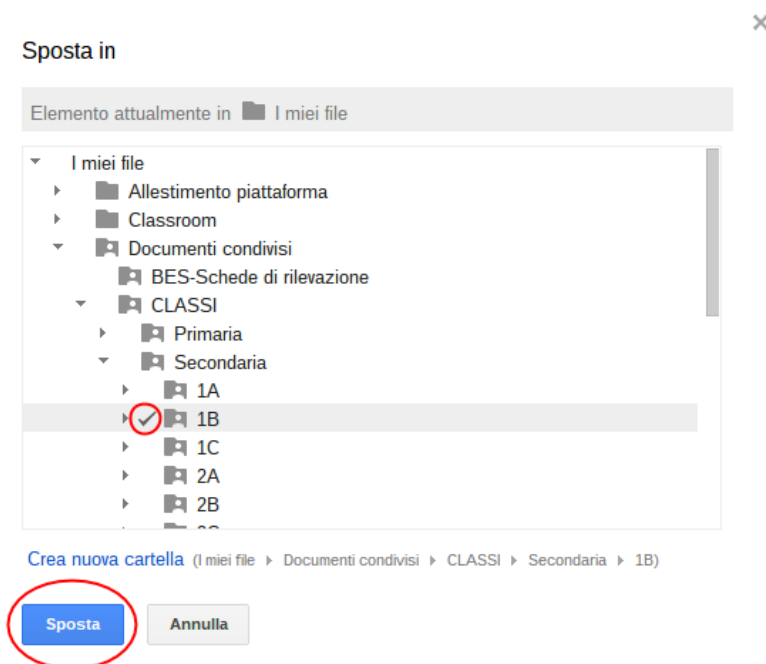 Sposta in
Elemento attualmente in I miei file
I miei file
Allestimento piattaforma
Classroom
Documenti condivisi
BES-Schede di rilevazione
CLASSI
Primaria
Secondaria
1A
1B
1C
2A
2B
Crea nuova cartella (I miei file Documenti condivisi CLASSI Secondaria 1B)
Sposta Annulla